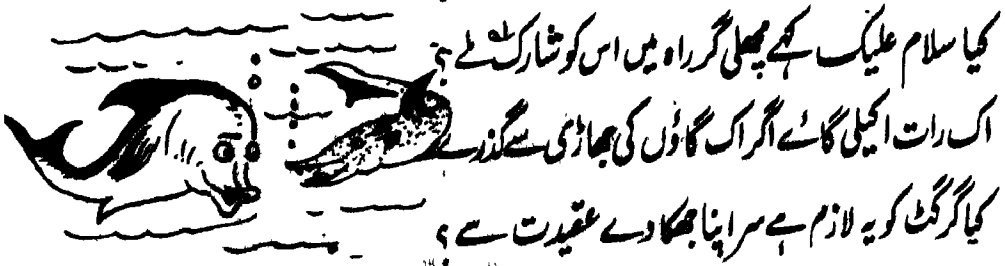 کیا سلام علیک کہے مچھلی گر راہ میں اس کو شارک ملے ؟
اک رات اکیلی گائے اگر اک گاؤں کی جھاڑی سے گذرے
کیا گرگٹ کو یہ لازم ہے سر اپنا جھکا دے عقیدت سے ؟